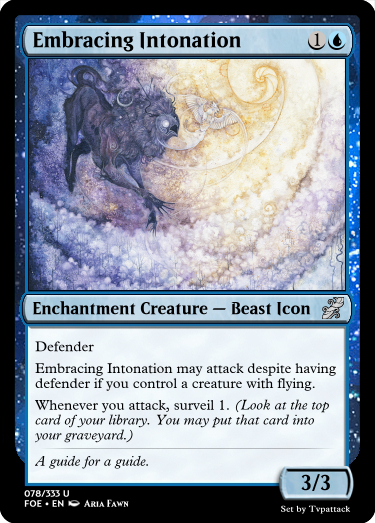 Embracing Intonation 1
Enchantment Creature — Beast Icon
Defender
Embracing Intonation may attack despite having
defender if you control a creature with flying.
Whenever you attack, surveil 1. (Look at the top
card of your library. You may put that card into
your graveyard.)
A guide for a guide.
3/3
078/333 U
FOE • EN Aria Fawn
Set by Tvpattack